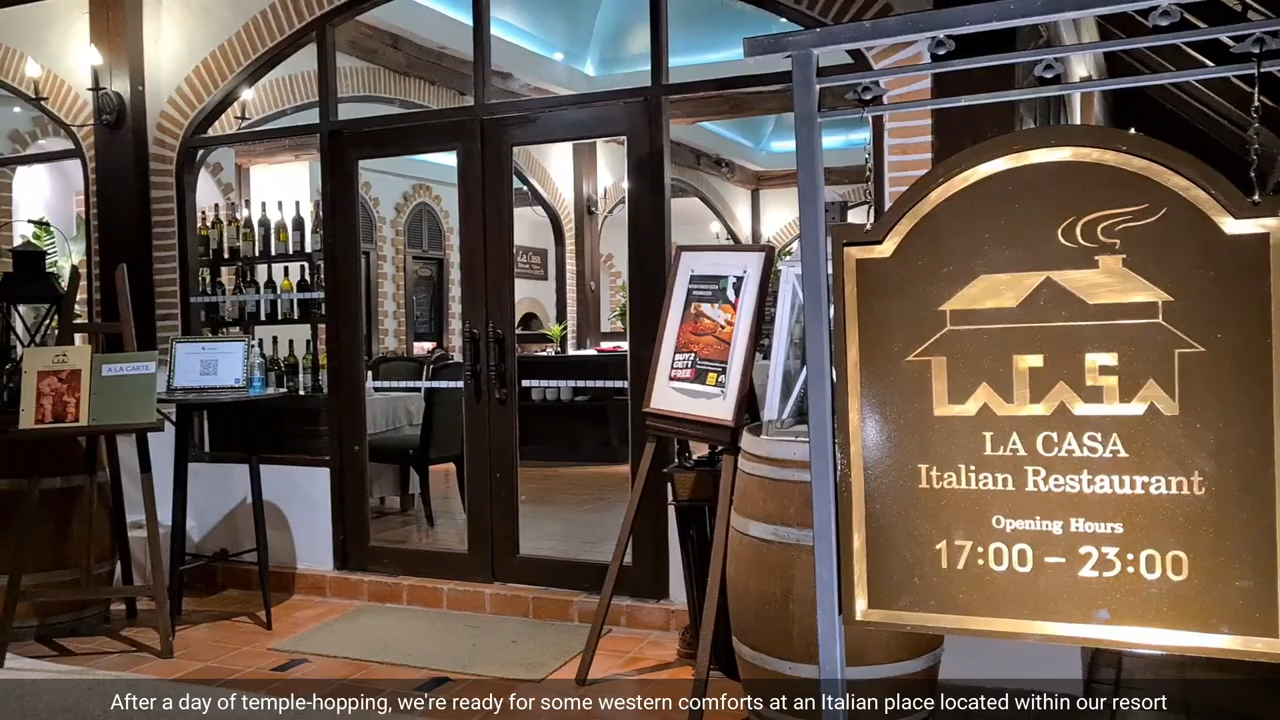 A LA CARTE
La Casa
BUY 2
GET 1
FREE
LA CASA
Italian Restaurant
Opening Hours
17:00 – 23:00
After a day of temple-hopping, we're ready for some western comforts at an Italian place located within our resort